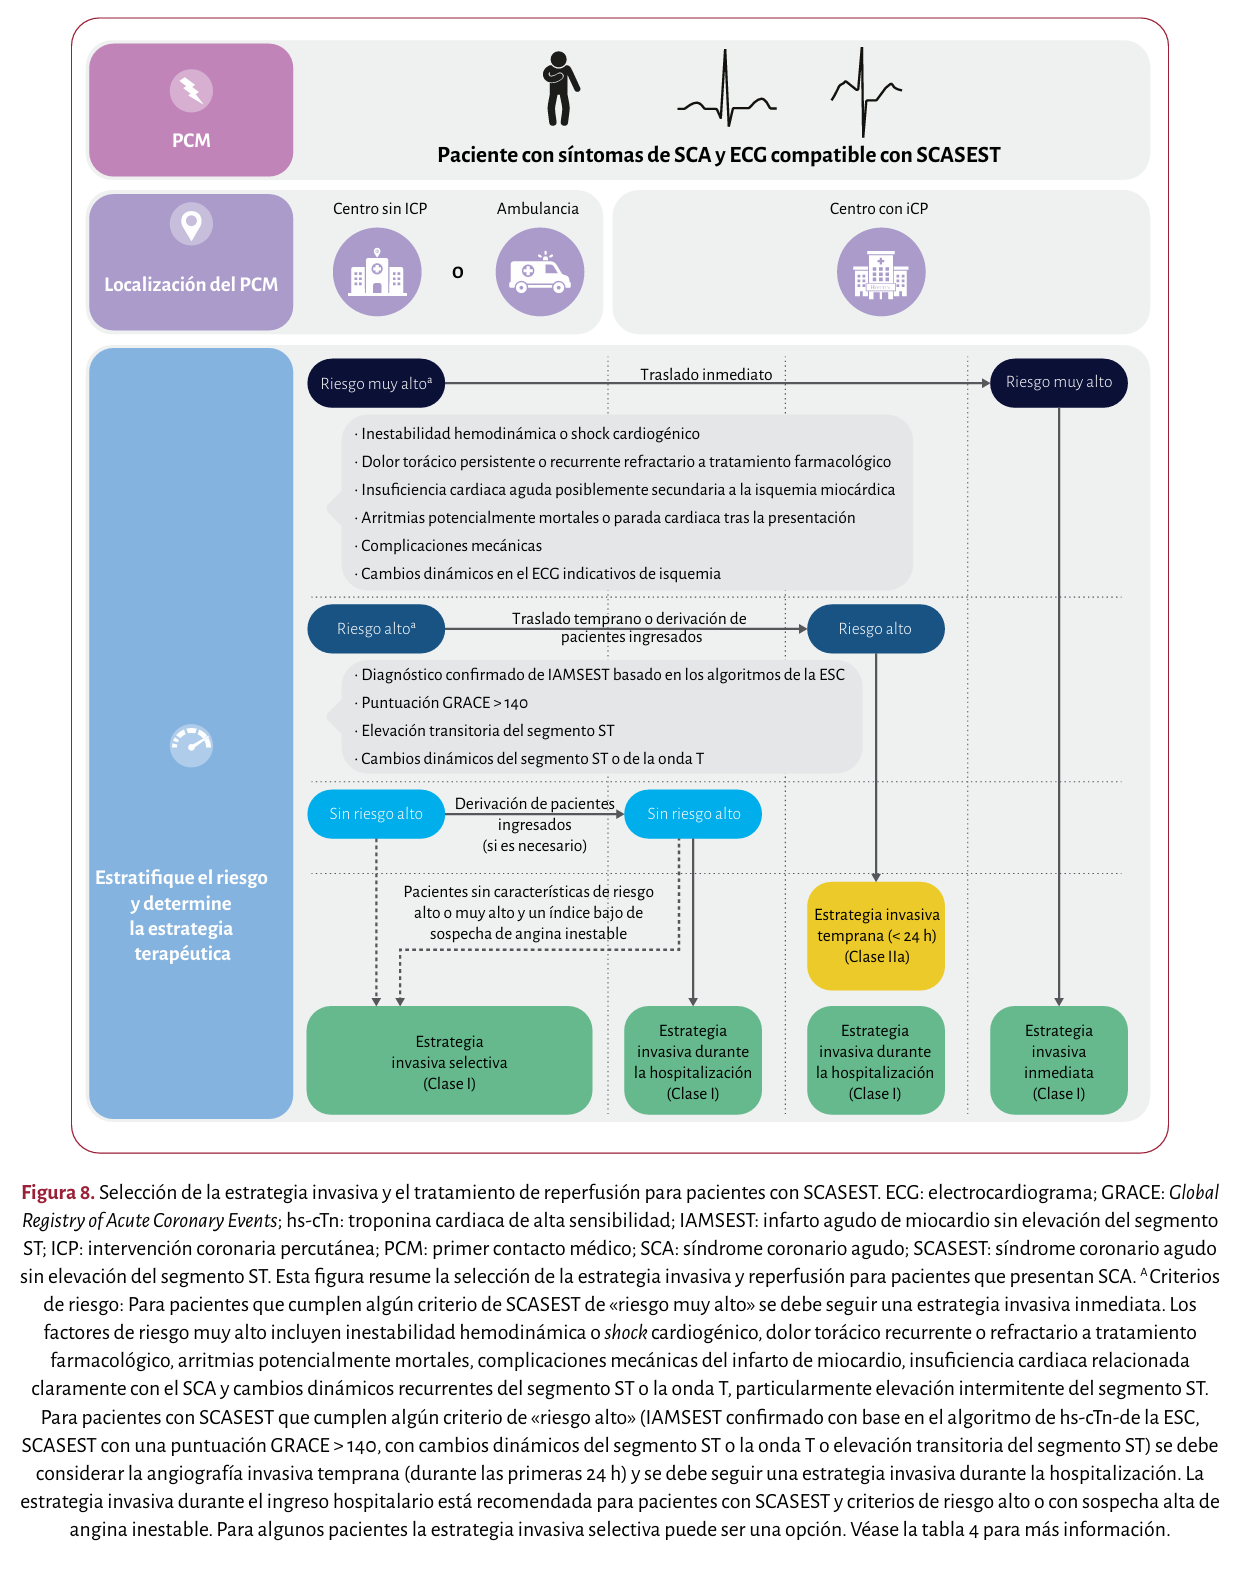 PCM
Paciente con síntomas de SCA y ECG compatible con SCASEST
Localización del PCM
Centro sin ICP
o
Ambulancia
Centro con iCP
Estratifique el riesgo
y determine
la estrategia
terapéutica
Riesgo muy altoª
Traslado inmediato
Riesgo muy alto
· Inestabilidad hemodinámica o shock cardiogénico
· Dolor torácico persistente o recurrente refractario a tratamiento farmacológico
· Insuficiencia cardiaca aguda posiblemente secundaria a la isquemia miocárdica
· Arritmias potencialmente mortales o parada cardiaca tras la presentación
· Complicaciones mecánicas
· Cambios dinámicos en el ECG indicativos de isquemia
Riesgo altoª
Traslado temprano o derivación de
pacientes ingresados
Riesgo alto
· Diagnóstico confirmado de IAMSEST basado en los algoritmos de la ESC
· Puntuación GRACE > 140
· Elevación transitoria del segmento ST
· Cambios dinámicos del segmento ST o de la onda T
Sin riesgo alto
Derivación de pacientes
ingresados
(si es necesario)
Sin riesgo alto
Pacientes sin características de riesgo
alto o muy alto y un índice bajo de
sospecha de angina inestable
Estrategia invasiva
temprana (< 24 h)
(Clase IIa)
Estrategia
invasiva selectiva
(Clase I)
Estrategia
invasiva durante
la hospitalización
(Clase I)
Estrategia
invasiva durante
la hospitalización
(Clase I)
Estrategia
invasiva
inmediata
(Clase I)
Figura 8. Selección de la estrategia invasiva y el tratamiento de reperfusión para pacientes con SCASEST. ECG: electrocardiograma; GRACE: Global
Registry of Acute Coronary Events; hs-cTn: troponina cardiaca de alta sensibilidad; IAMSEST: infarto agudo de miocardio sin elevación del segmento
ST; ICP: intervención coronaria percutánea; PCM: primer contacto médico; SCA: síndrome coronario agudo; SCASEST: síndrome coronario agudo
sin elevación del segmento ST. Esta figura resume la selección de la estrategia invasiva y reperfusión para pacientes que presentan SCA. ᴬ Criterios
de riesgo: Para pacientes que cumplen algún criterio de SCASEST de «riesgo muy alto» se debe seguir una estrategia invasiva inmediata. Los
factores de riesgo muy alto incluyen inestabilidad hemodinámica o shock cardiogénico, dolor torácico recurrente o refractario a tratamiento
farmacológico, arritmias potencialmente mortales, complicaciones mecánicas del infarto de miocardio, insuficiencia cardiaca relacionada
claramente con el SCA y cambios dinámicos recurrentes del segmento ST o la onda T, particularmente elevación intermitente del segmento ST.
Para pacientes con SCASEST que cumplen algún criterio de «riesgo alto» (IAMSEST confirmado con base en el algoritmo de hs-cTn-de la ESC,
SCASEST con una puntuación GRACE > 140, con cambios dinámicos del segmento ST o la onda T o elevación transitoria del segmento ST) se debe
considerar la angiografía invasiva temprana (durante las primeras 24 h) y se debe seguir una estrategia invasiva durante la hospitalización. La
estrategia invasiva durante el ingreso hospitalario está recomendada para pacientes con SCASEST y criterios de riesgo alto o con sospecha alta de
angina inestable. Para algunos pacientes la estrategia invasiva selectiva puede ser una opción. Véase la tabla 4 para más información.